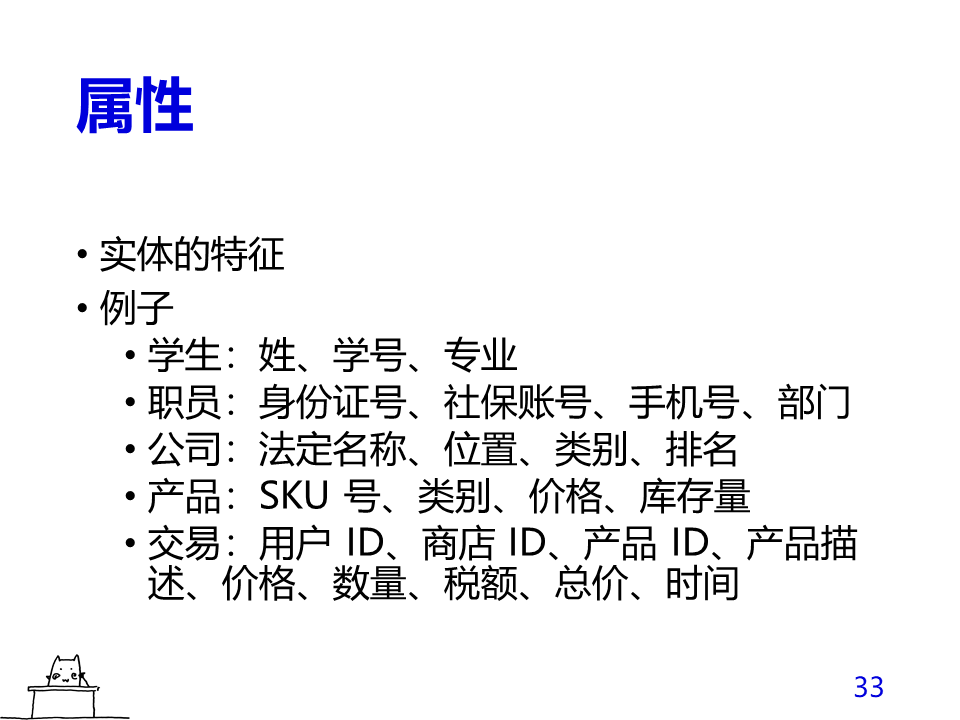 属性
• 实体的特征
• 例子
• 学生：姓、学号、专业
• 职员：身份证号、社保账号、手机号、部门
• 公司：法定名称、位置、类别、排名
• 产品：SKU 号、类别、价格、库存量
• 交易：用户 ID、商店 ID、产品 ID、产品描
述、价格、数量、税额、总价、时间
33